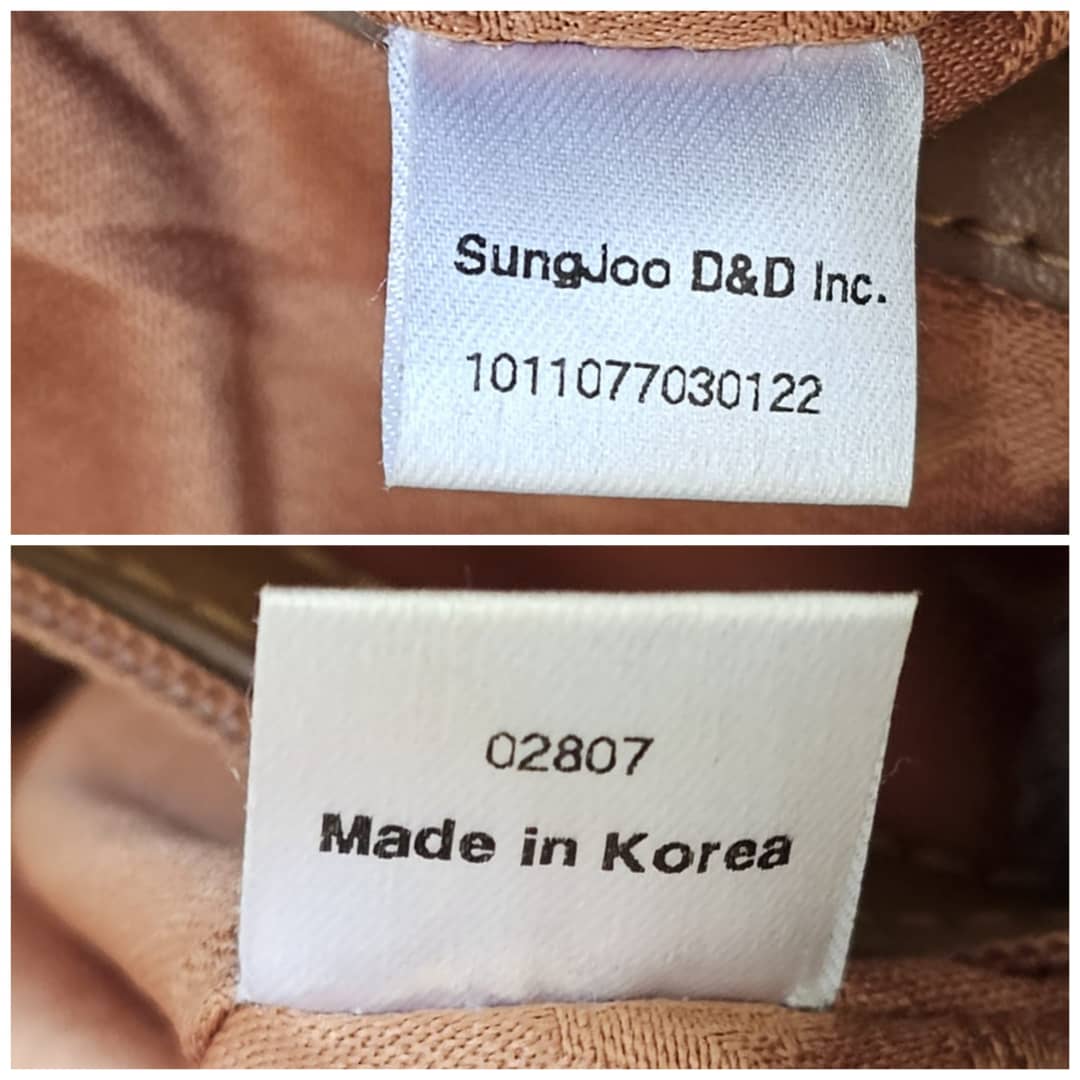 SungJoo D&D Inc.
1011077030122
02807
Made in Korea